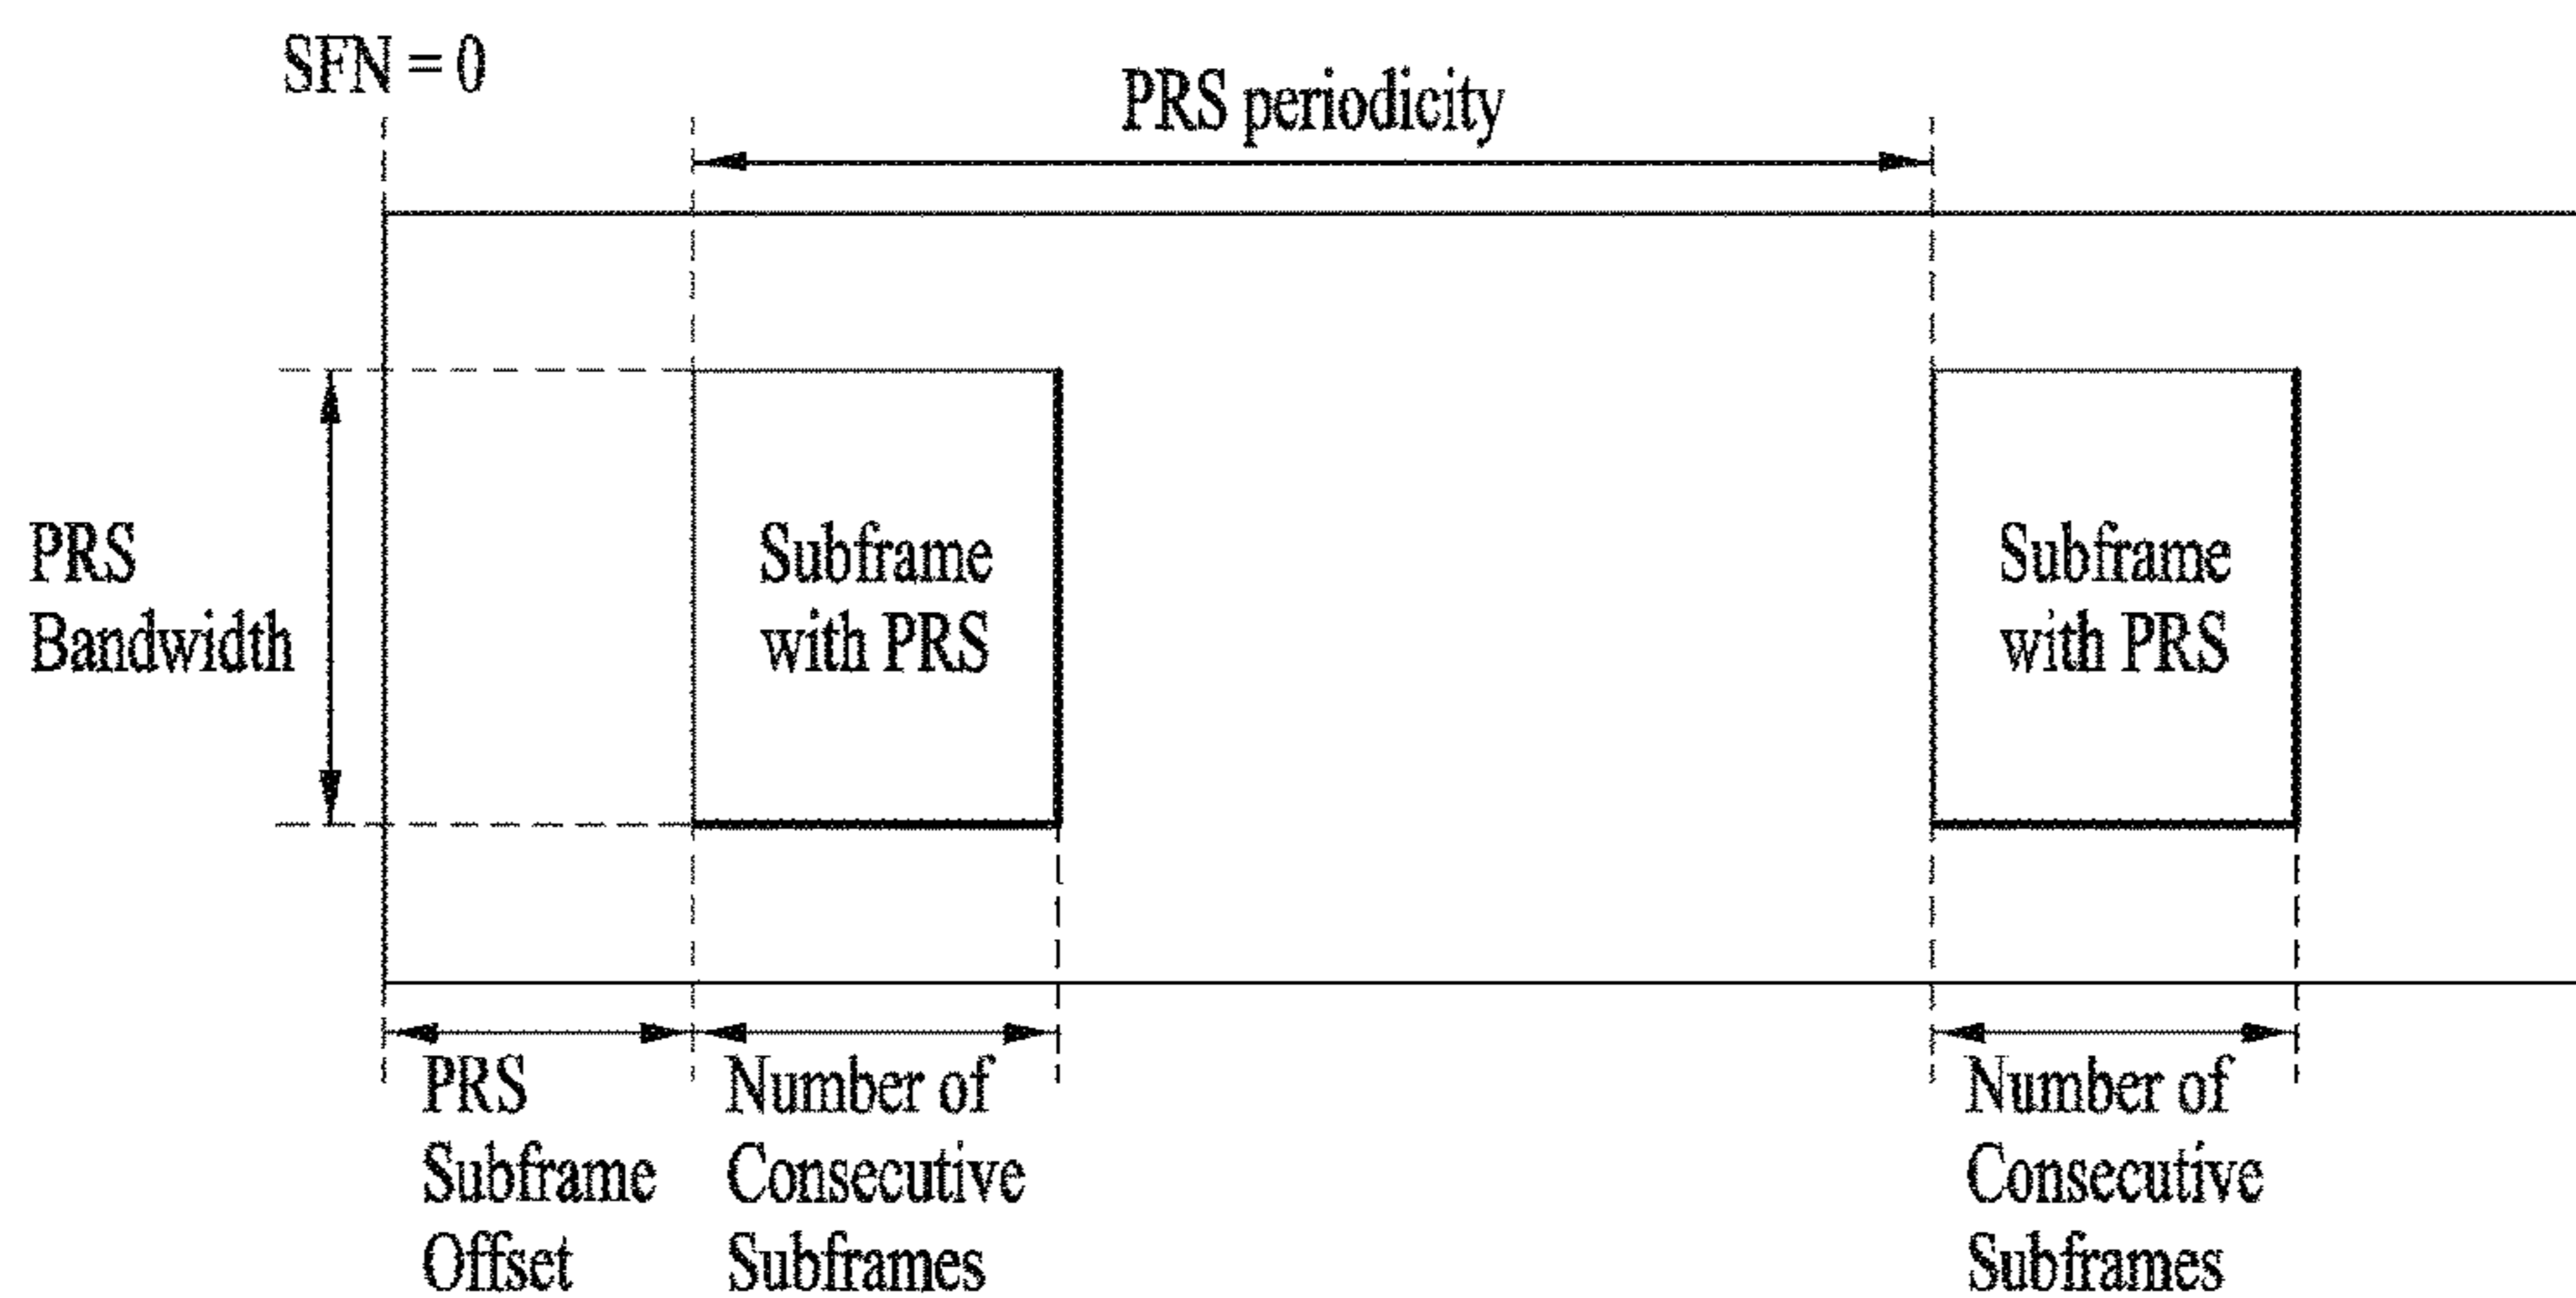 SFN = 0
PRS periodicity
PRS
Bandwidth
Subframe
with PRS
Subframe
with PRS
PRS
Subframe
Offset
Number of
Consecutive
Subframes
Number of
Consecutive
Subframes